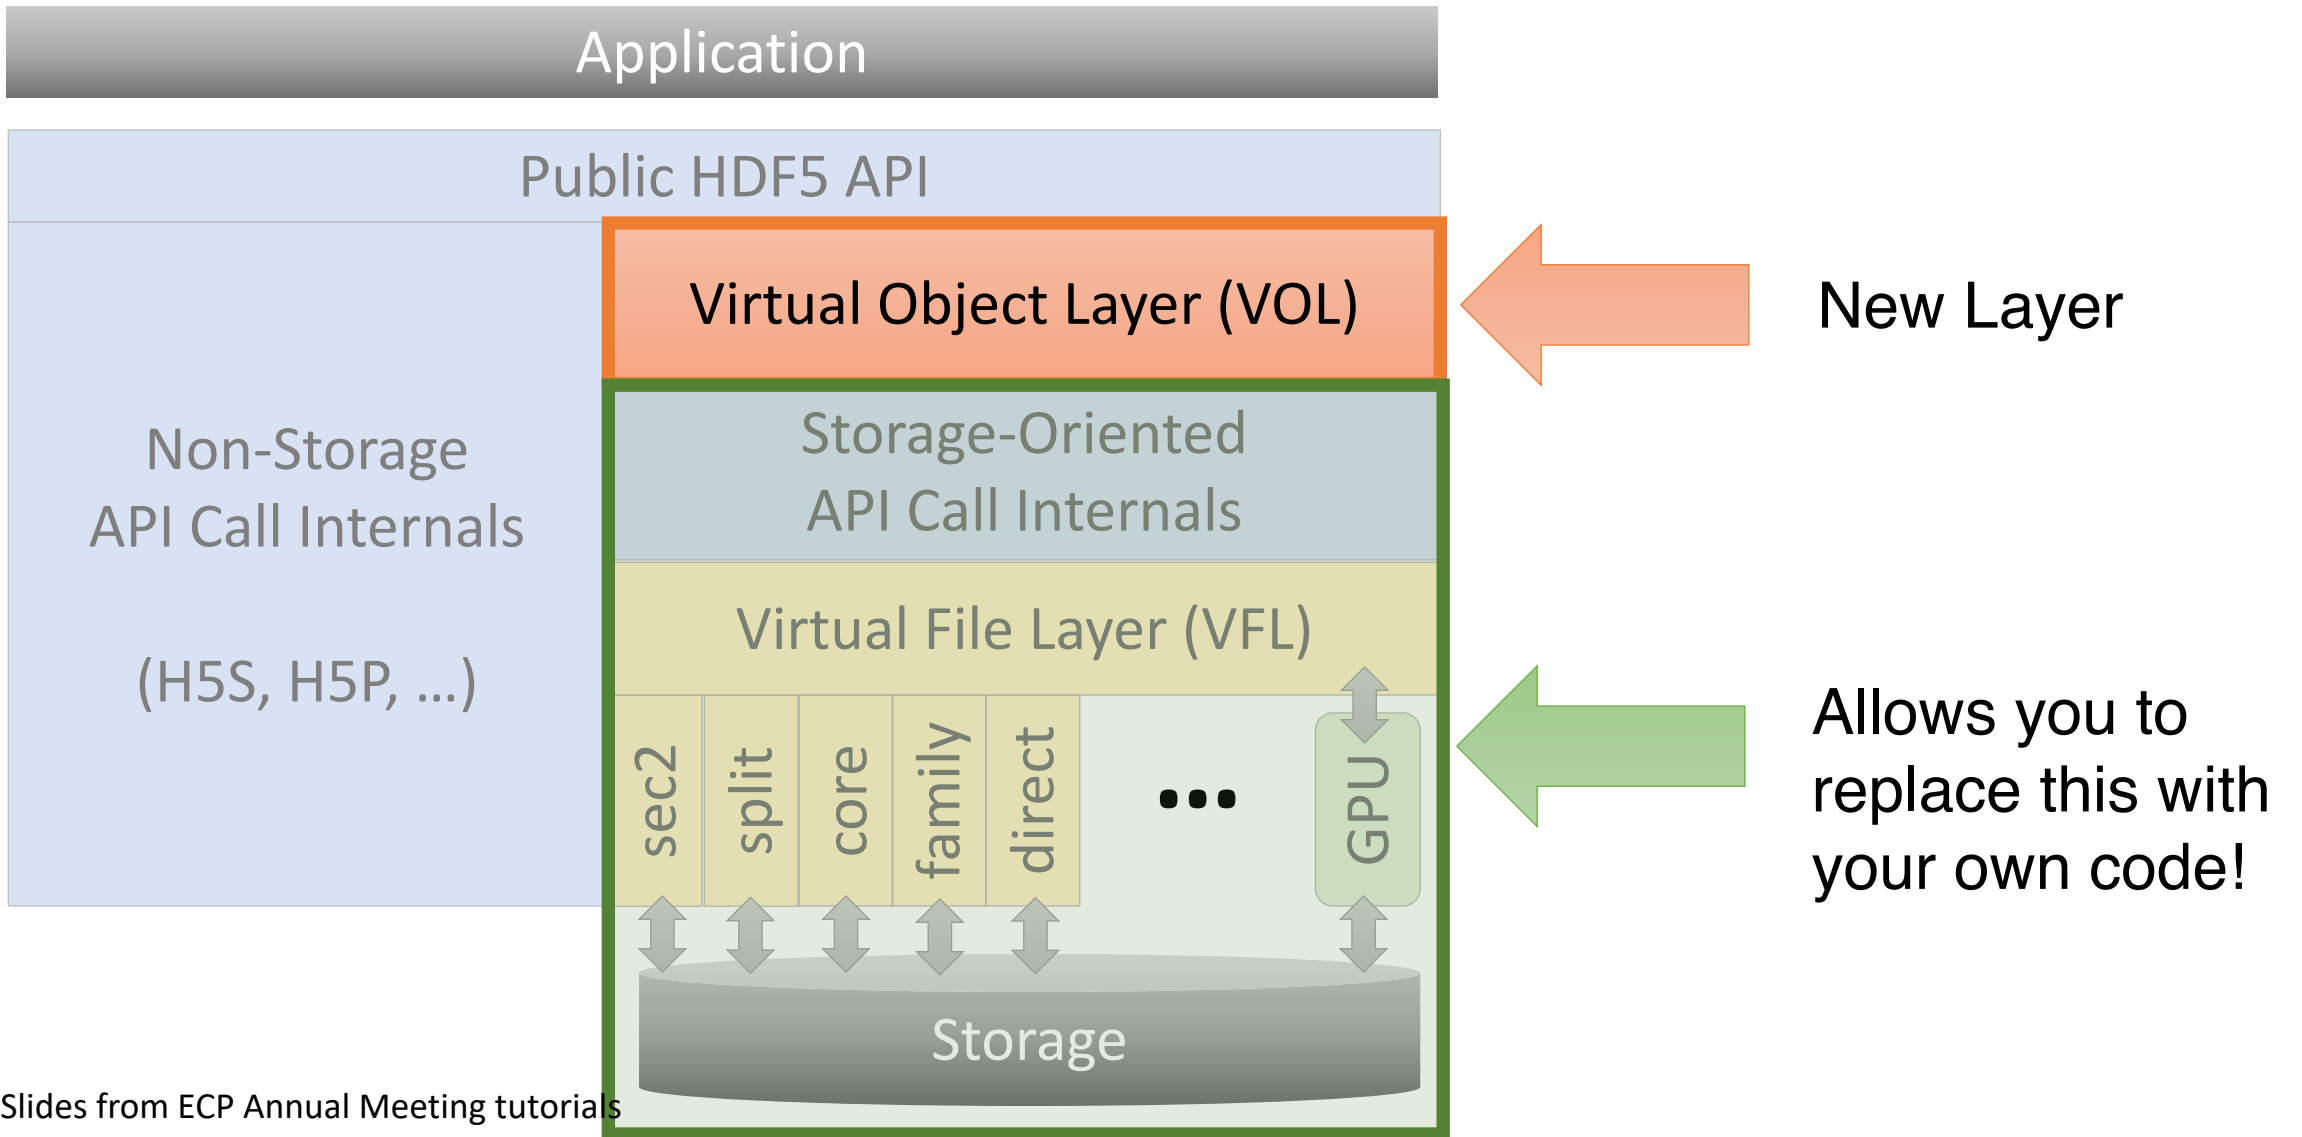 Application
Public HDF5 API
Virtual Object Layer (VOL)
New Layer
Non-Storage
API Call Internals
(H5S, H5P, ...)
Storage-Oriented
API Call Internals
Virtual File Layer (VFL)
sec2
split
core
family
direct
...
GPU
Allows you to
replace this with
your own code!
Storage
Slides from ECP Annual Meeting tutorials